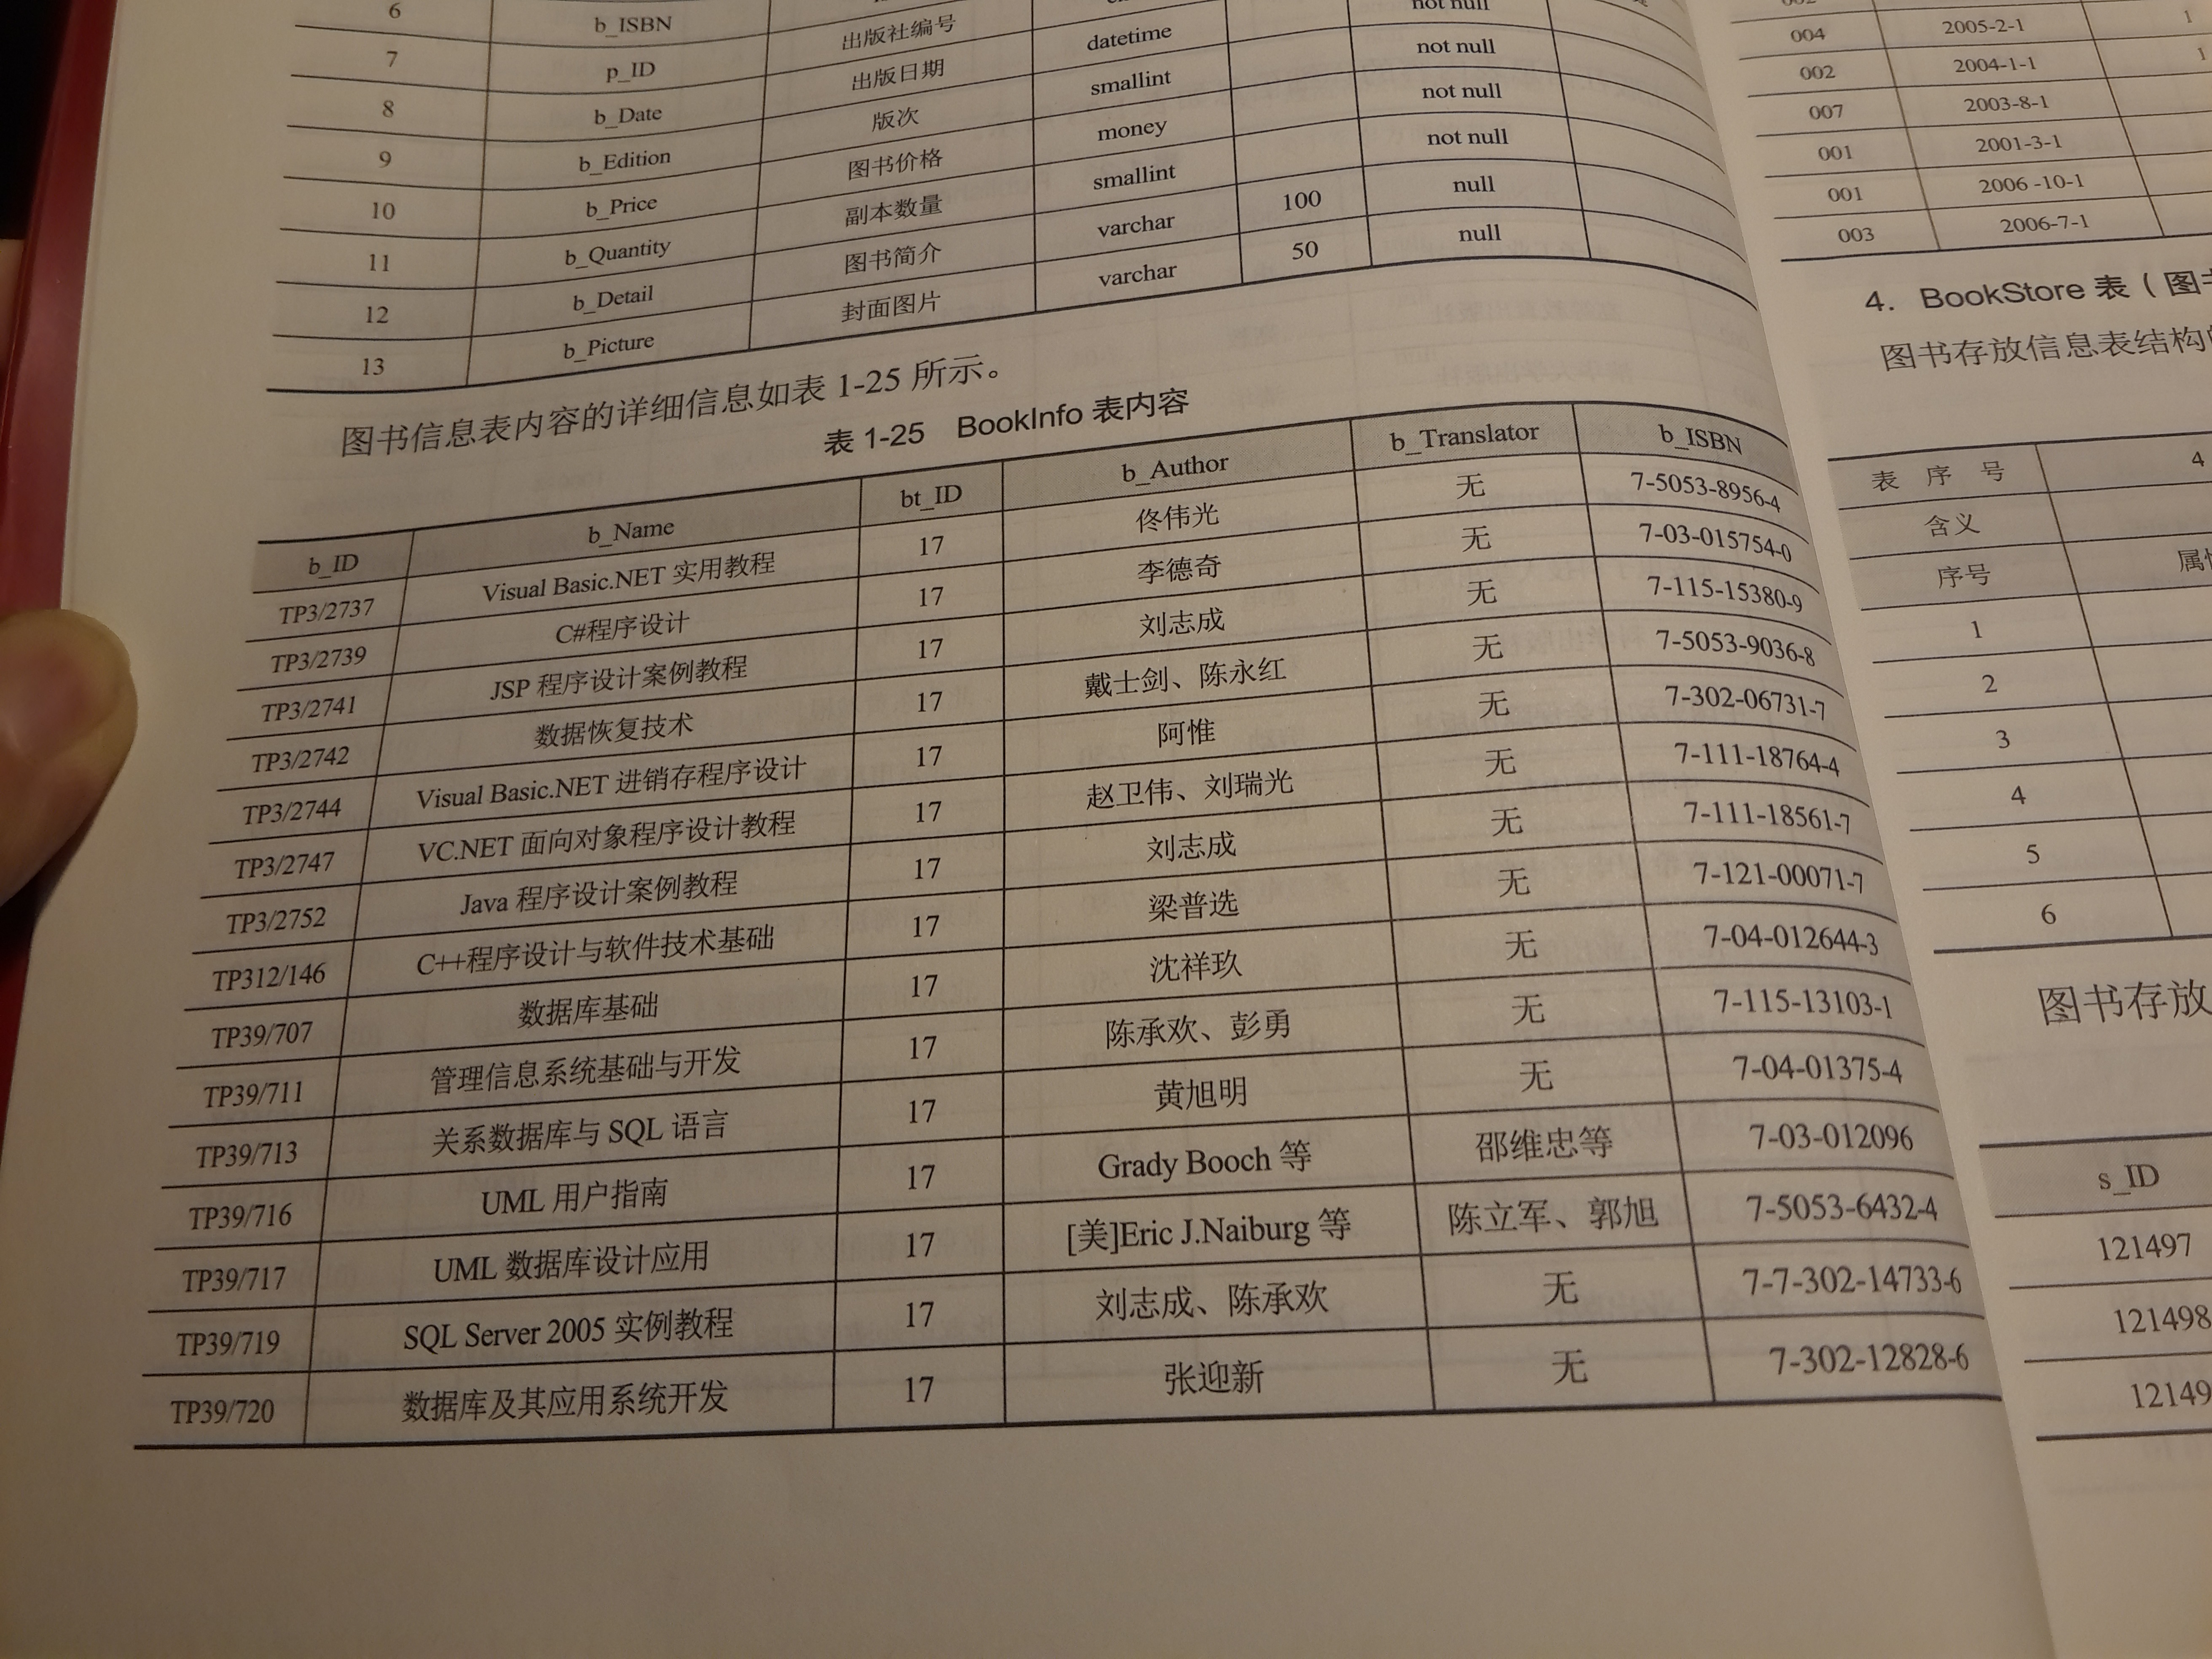 6 b_ISBN 出版社编号 datetime not null
7 p_ID 出版日期 smallint not null
8 b_Date 版次 money not null
9 b_Edition 图书价格 smallint not null
10 b_Price 副本数量 varchar 100 null
11 b_Quantity 图书简介 varchar 50 null
12 b_Detail 封面图片
13 b_Picture
图书信息表内容的详细信息如表 1-25 所示。
表 1-25 BookInfo 表内容
b_ID b_Name bt_ID b_Author b_Translator b_ISBN
TP3/2737 Visual Basic.NET 实用教程 17 佟伟光 无 7-5053-8956-4
TP3/2739 C#程序设计 17 李德奇 无 7-03-015754-0
TP3/2741 JSP 程序设计案例教程 17 刘志成 无 7-115-15380-9
TP3/2742 数据恢复技术 17 戴士剑、陈永红 无 7-5053-9036-8
TP3/2744 Visual Basic.NET 进销存程序设计 17 阿惟 无 7-302-06731-7
TP3/2747 VC.NET 面向对象程序设计教程 17 赵卫伟、刘瑞光 无 7-111-18764-4
TP3/2752 Java 程序设计案例教程 17 刘志成 无 7-111-18561-7
TP312/146 C++程序设计与软件技术基础 17 梁普选 无 7-121-00071-7
TP39/707 数据库基础 17 沈祥玖 无 7-04-012644-3
TP39/711 管理信息系统基础与开发 17 陈承欢、彭勇 无 7-115-13103-1
TP39/713 关系数据库与 SQL 语言 17 黄旭明 无 7-04-01375-4
TP39/716 UML 用户指南 17 Grady Booch 等 邵维忠等 7-03-012096
TP39/717 UML 数据库设计应用 17 [美]Eric J.Naiburg 等 陈立军、郭旭 7-5053-6432-4
TP39/719 SQL Server 2005 实例教程 17 刘志成、陈承欢 无 7-7-302-14733-6
TP39/720 数据库及其应用系统开发 17 张迎新 无 7-302-12828-6
004 2005-2-1 1
002 2004-1-1 1
007 2003-8-1
001 2001-3-1
001 2006 -10-1
003 2006-7-1
4. BookStore 表（图书
图书存放信息表结构的
表 序 号 4
含义
序号 属性
1
2
3
4
5
6
图书存放
s_ID
121497
121498
12149